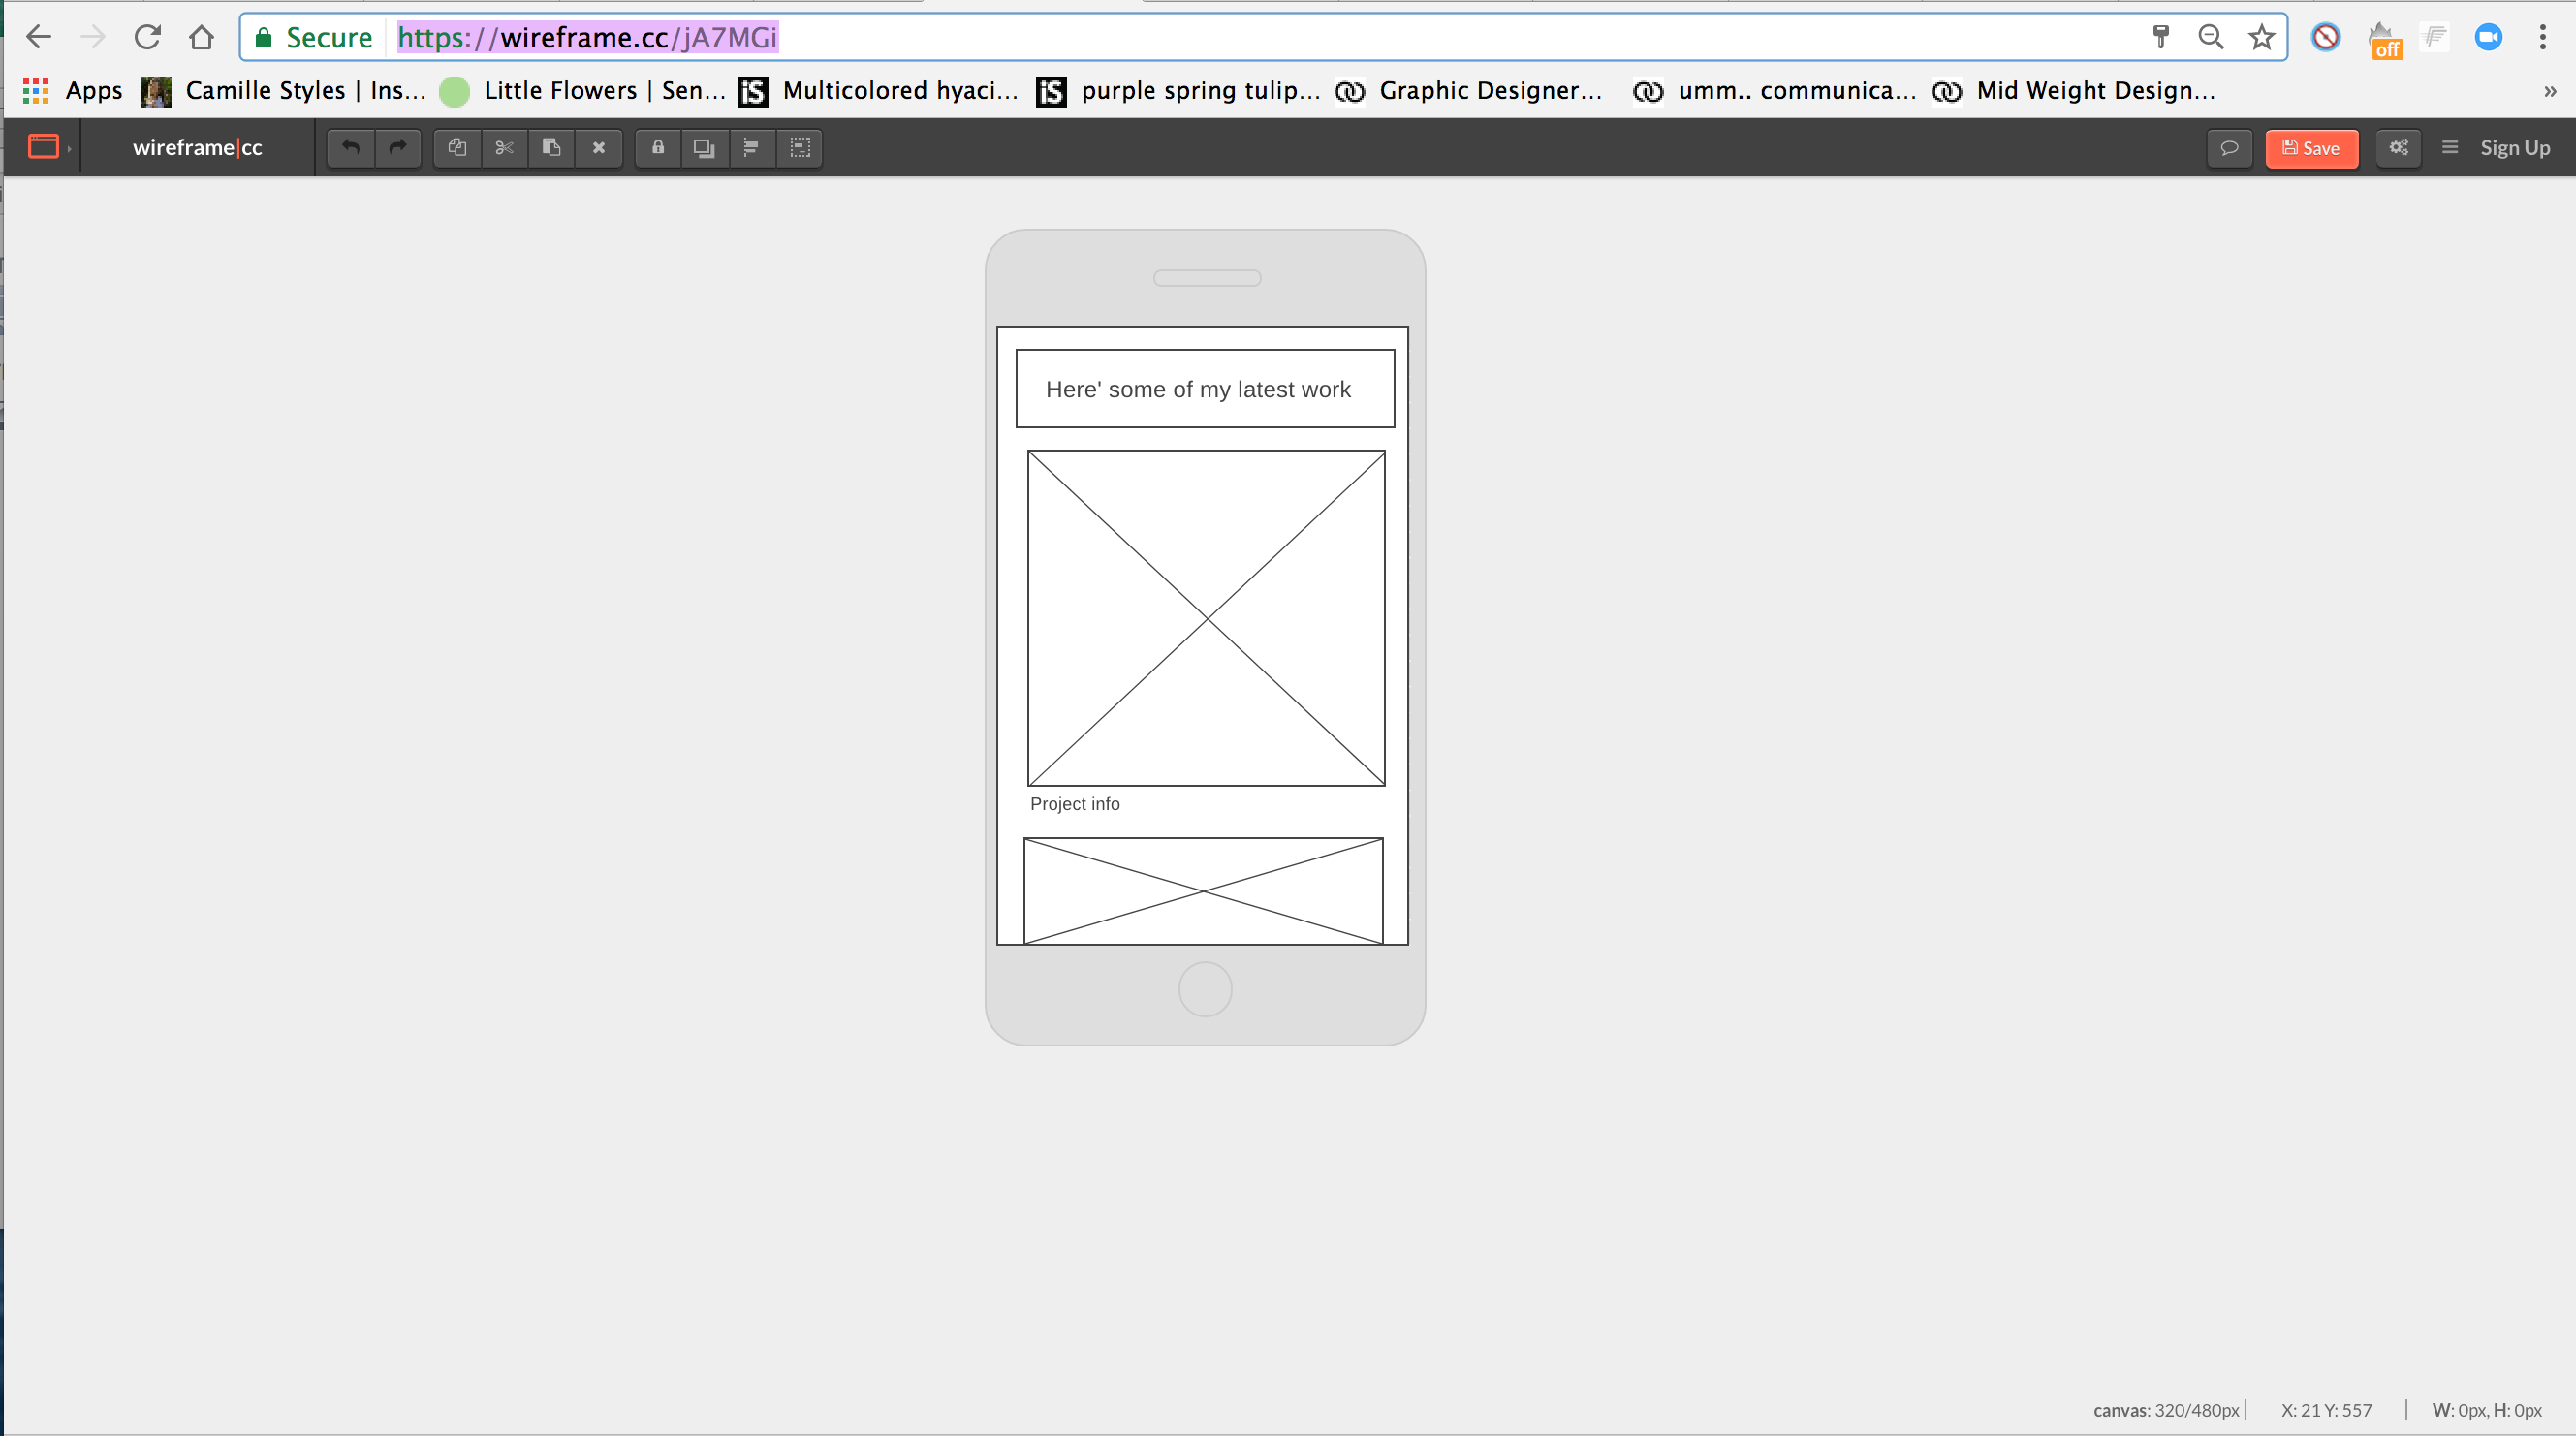 Secure https://wireframe.cc/jA7MGi
off
Apps Camille Styles | Ins... Little Flowers | Sen... iS Multicolored hyaci... iS purple spring tulip... Graphic Designer... umm.. communica... Mid Weight Design... »
wireframe|cc Save Sign Up
Here' some of my latest work
Project info
canvas: 320/480px | X: 21 Y: 557 | W: 0px, H: 0px